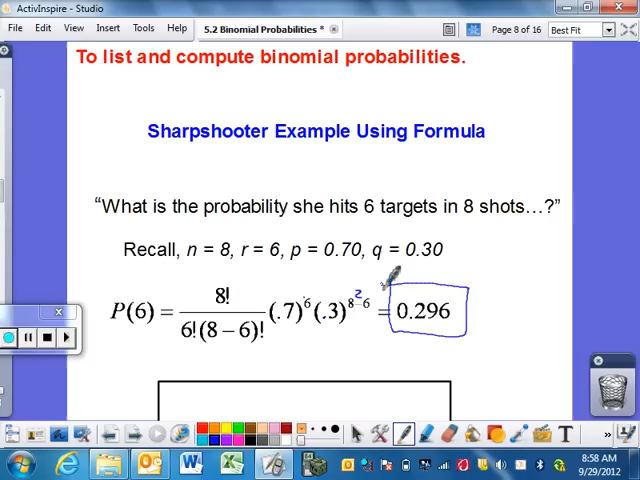 ActivInspire - Studio
File Edit View Insert Tools Help 5.2 Binomial Probabilities * Page 8 of 16 Best Fit
To list and compute binomial probabilities.
Sharpshooter Example Using Formula
“What is the probability she hits 6 targets in 8 shots…?”
Recall, n = 8, r = 6, p = 0.70, q = 0.30
P(6) = 8! / 6!(8 − 6)! (.7)^6 (.3)^8−6 = 0.296
2
8:58 AM
9/29/2012